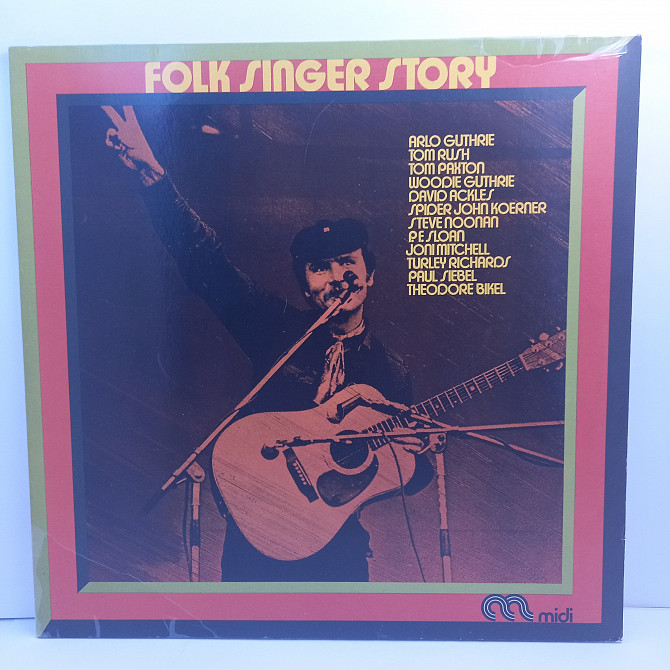 FOLK SINGER STORY
ARLO GUTHRIE
TOM RUSH
TOM PAXTON
WOODIE GUTHRIE
DAVID ACKLES
SPIDER JOHN KOERNER
STEVE NOONAN
P.F. SLOAN
JONI MITCHELL
TURLEY RICHARDS
PAUL SIEBEL
THEODORE BIKEL
midi